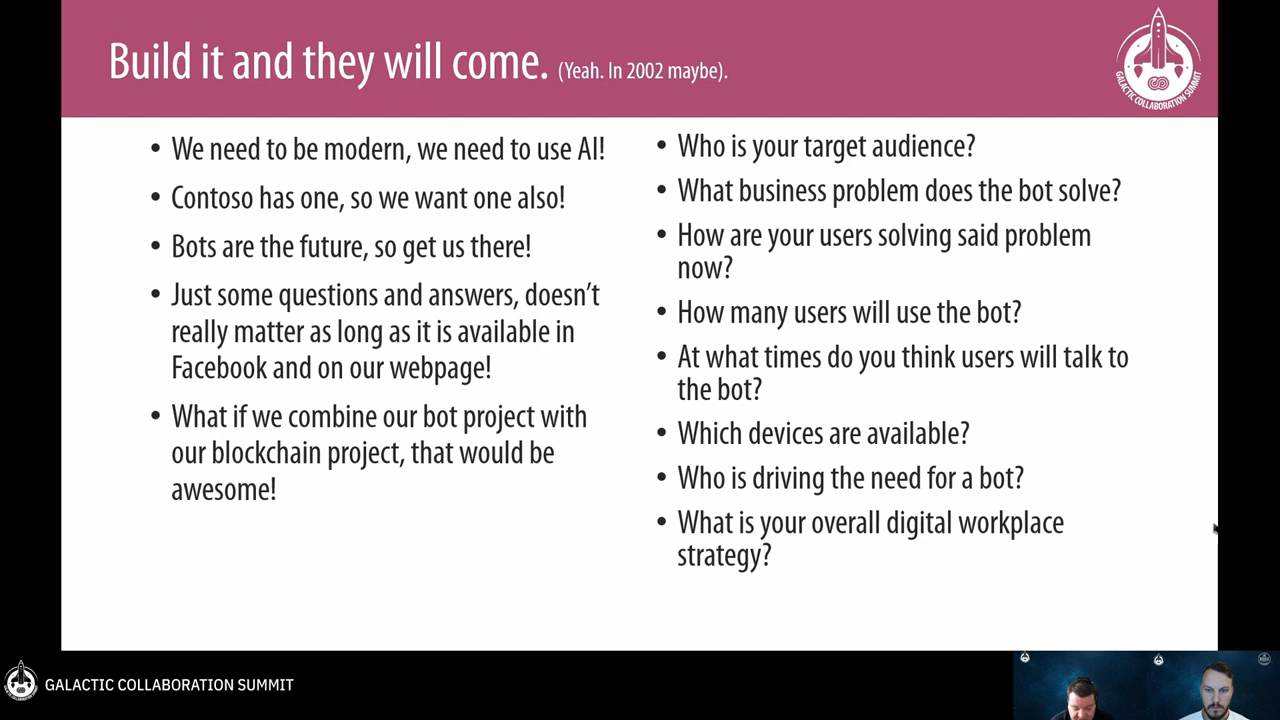 Build it and they will come. (Yeah. In 2002 maybe).
GALACTIC COLLABORATION SUMMIT
• We need to be modern, we need to use AI!
• Contoso has one, so we want one also!
• Bots are the future, so get us there!
• Just some questions and answers, doesn’t
really matter as long as it is available in
Facebook and on our webpage!
• What if we combine our bot project with
our blockchain project, that would be
awesome!
• Who is your target audience?
• What business problem does the bot solve?
• How are your users solving said problem
now?
• How many users will use the bot?
• At what times do you think users will talk to
the bot?
• Which devices are available?
• Who is driving the need for a bot?
• What is your overall digital workplace
strategy?
GALACTIC COLLABORATION SUMMIT